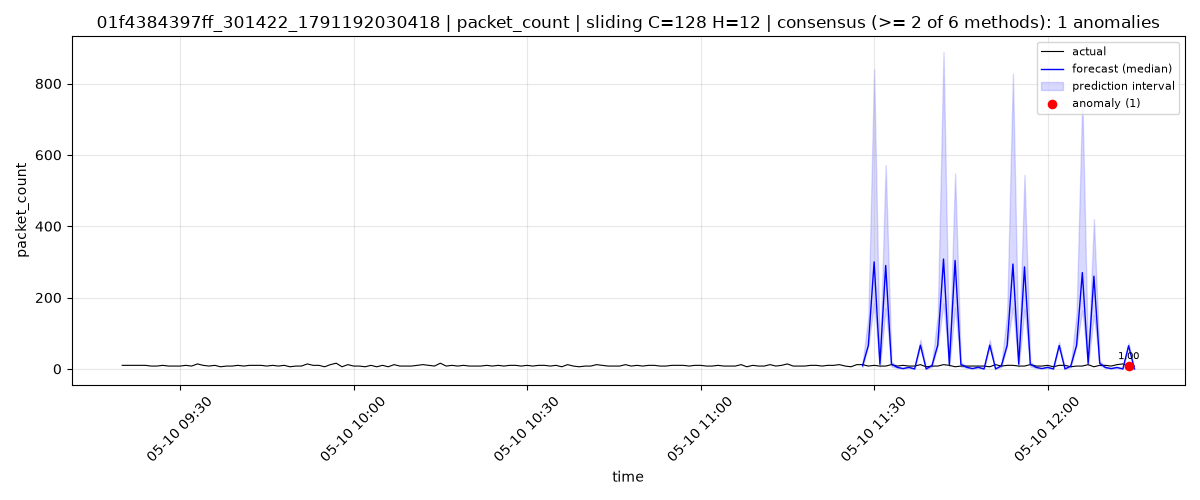 01f4384397ff_301422_1791192030418 | packet_count | sliding C=128 H=12 | consensus (>= 2 of 6 methods): 1 anomalies
actual
forecast (median)
prediction interval
anomaly (1)
800
600
400
200
0
packet_count
1.00
05-10 09:30
05-10 10:00
05-10 10:30
05-10 11:00
05-10 11:30
05-10 12:00
time